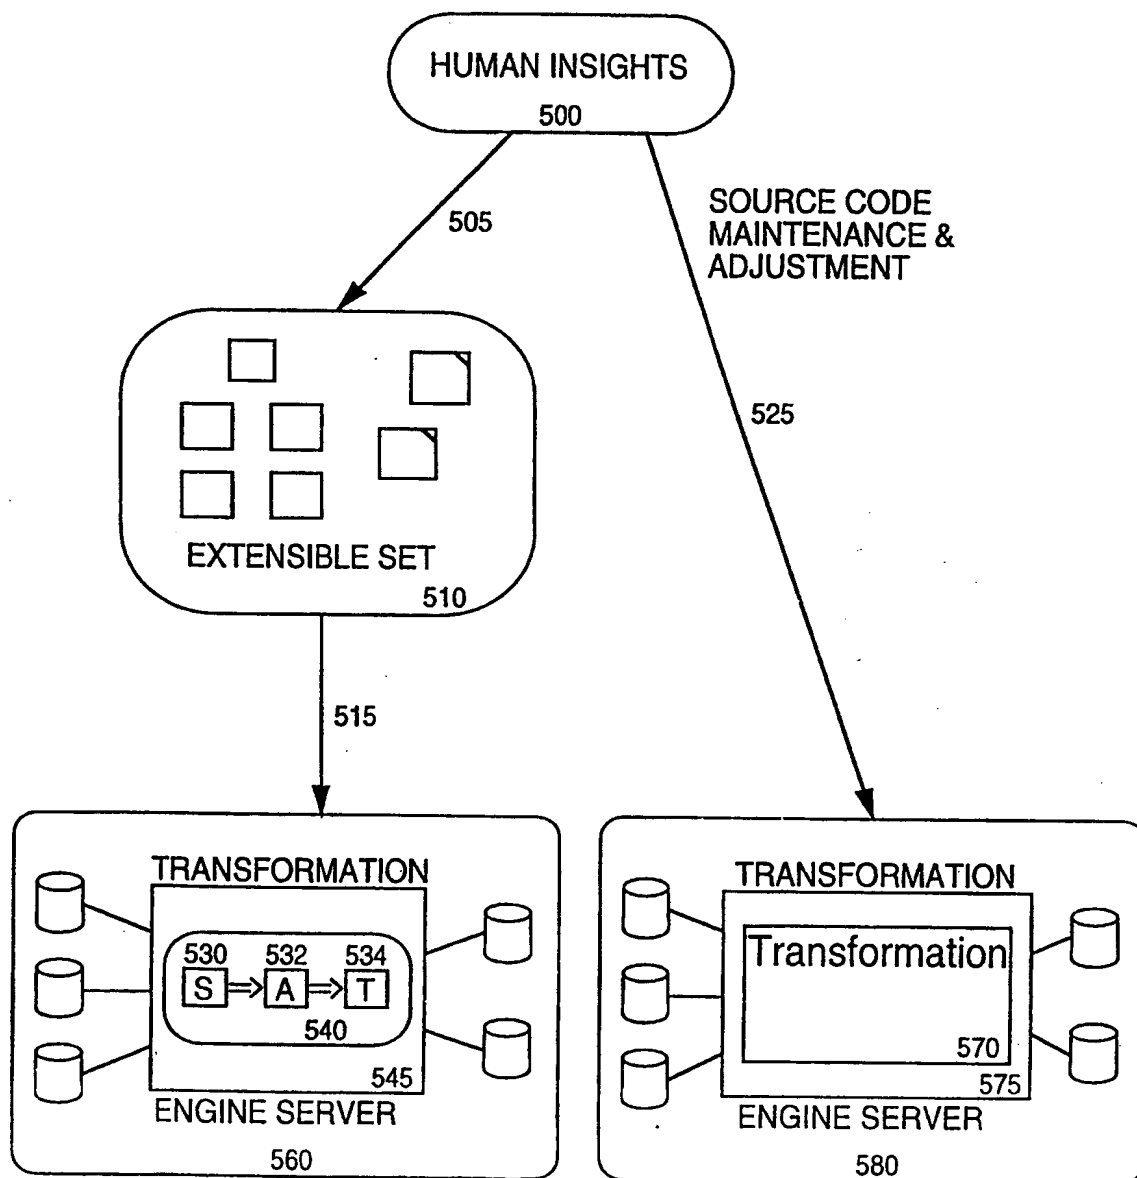 HUMAN INSIGHTS
500
505
SOURCE CODE
MAINTENANCE &
ADJUSTMENT
525
EXTENSIBLE SET
510
515
TRANSFORMATION
530 532 534
S A T
540
545
ENGINE SERVER
560
TRANSFORMATION
Transformation
570
575
ENGINE SERVER
580